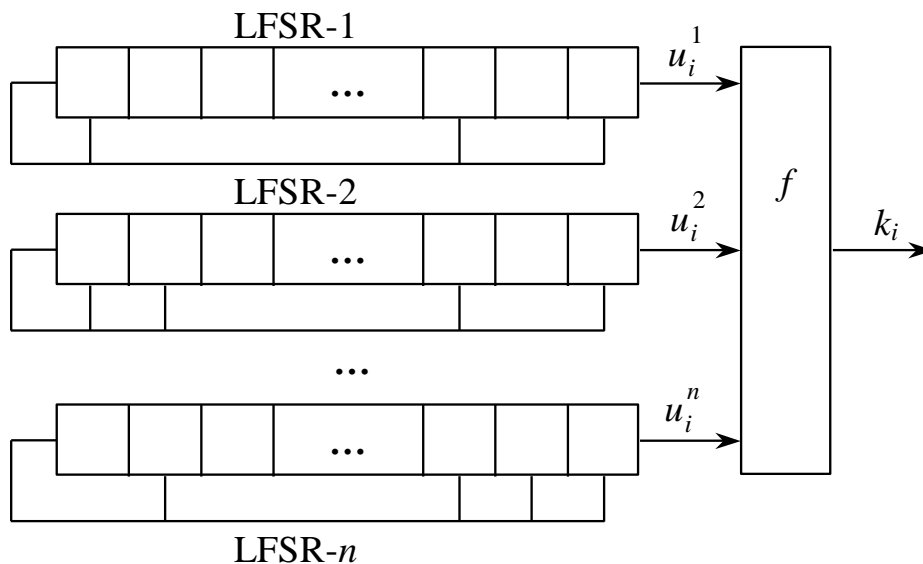 LFSR-1
...
u_i^1
LFSR-2
...
u_i^2
f
k_i
...
...
u_i^n
LFSR-n